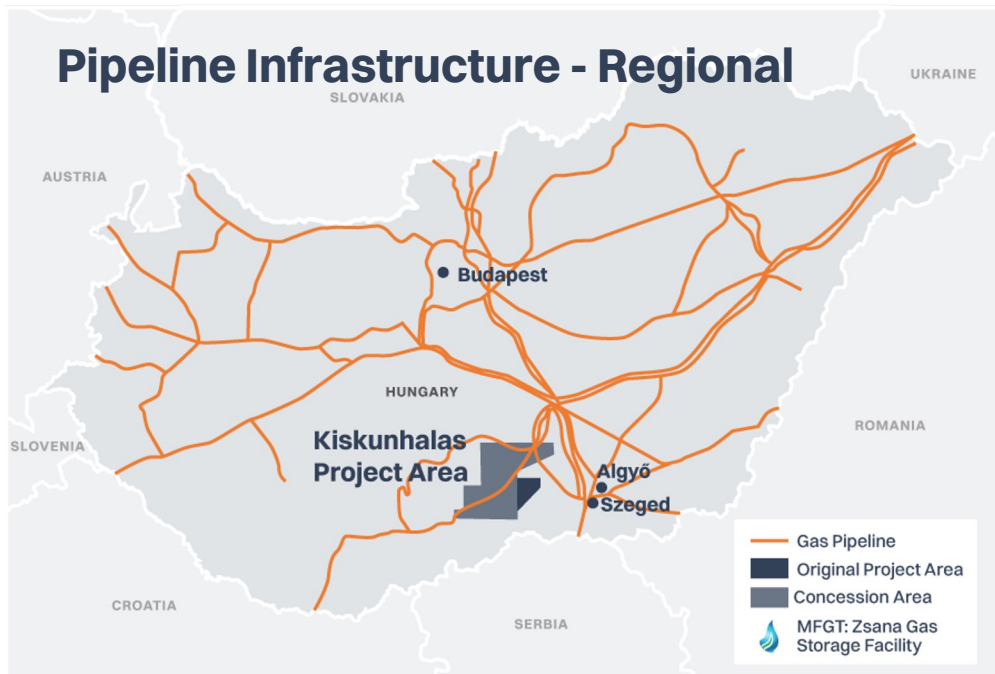 Pipeline Infrastructure - Regional
SLOVAKIA
UKRAINE
AUSTRIA
Budapest
HUNGARY
Kiskunhalas
Project Area
SLOVENIA
ROMANIA
Algyő
Szeged
CROATIA
SERBIA
Gas Pipeline
Original Project Area
Concession Area
MFGT: Zsana Gas
Storage Facility